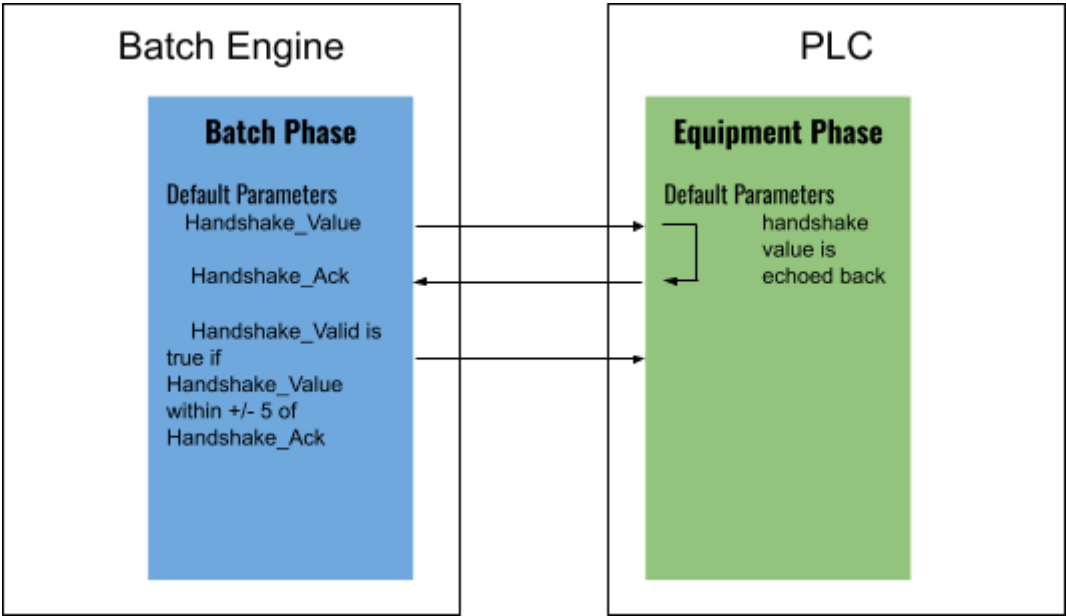 Batch Engine
Batch Phase
Default Parameters
Handshake_Value
Handshake_Ack
Handshake_Valid is
true if
Handshake_Value
within +/- 5 of
Handshake_Ack
PLC
Equipment Phase
Default Parameters
handshake
value is
echoed back